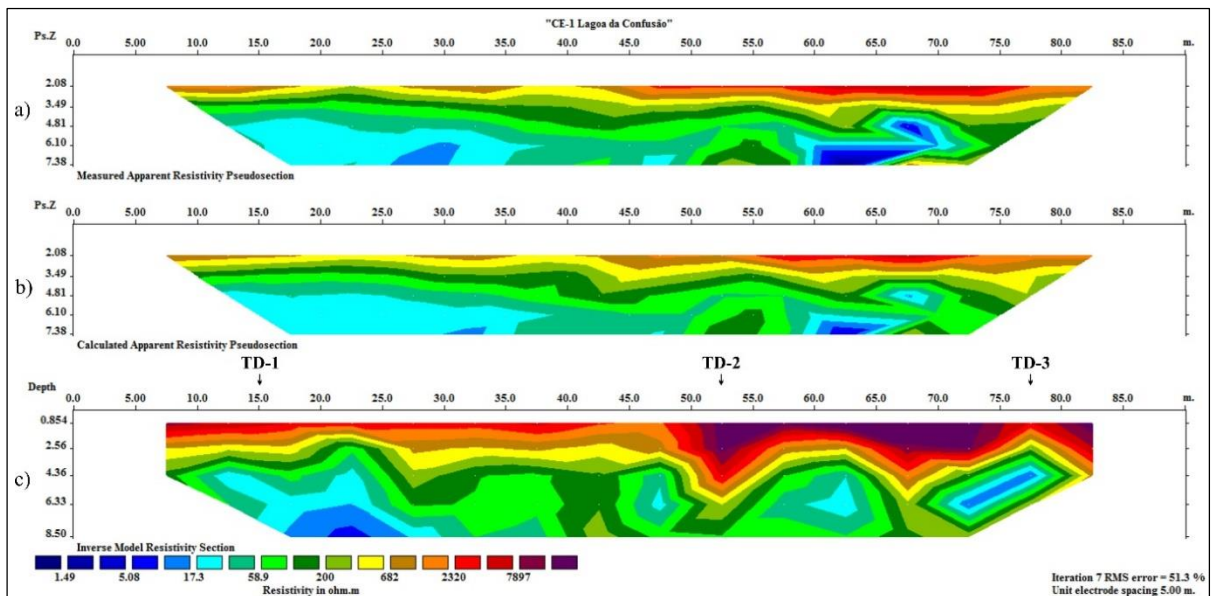 "CE-1 Lagoa da Confusão"
Ps.Z 0.0 5.00 10.0 15.0 20.0 25.0 30.0 35.0 40.0 45.0 50.0 55.0 60.0 65.0 70.0 75.0 80.0 85.0 m.
a)
2.08
3.49
4.81
6.10
7.38
Measured Apparent Resistivity Pseudosection
Ps.Z 0.0 5.00 10.0 15.0 20.0 25.0 30.0 35.0 40.0 45.0 50.0 55.0 60.0 65.0 70.0 75.0 80.0 85.0 m.
b)
2.08
3.49
4.81
6.10
7.38
Calculated Apparent Resistivity Pseudosection
TD-1 TD-2 TD-3
Depth 0.0 5.00 10.0 15.0 20.0 25.0 30.0 35.0 40.0 45.0 50.0 55.0 60.0 65.0 70.0 75.0 80.0 85.0 m.
c)
0.854
2.56
4.36
6.33
8.50
Inverse Model Resistivity Section
1.49 5.08 17.3 58.9 200 682 2320 7897
Resistivity in ohm.m
Iteration 7 RMS error = 51.3 %
Unit electrode spacing 5.00 m.